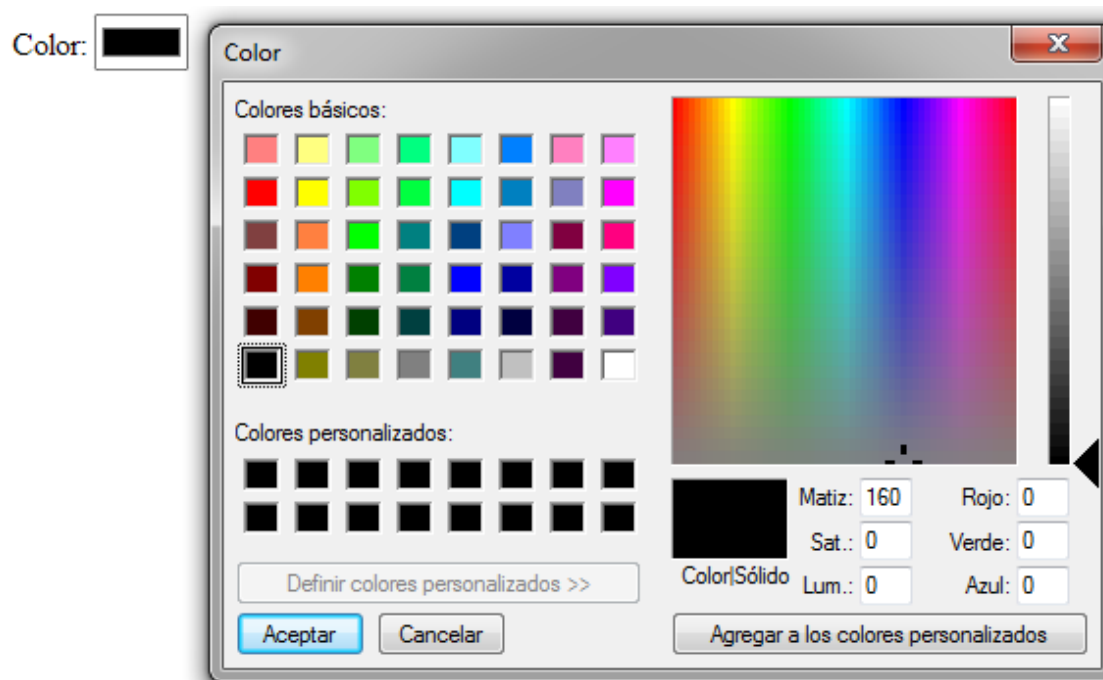 Color:
Color
Colores básicos:
Colores personalizados:
Definir colores personalizados >>
Aceptar Cancelar
Color|Sólido
Matiz: 160 Rojo: 0
Sat.: 0 Verde: 0
Lum.: 0 Azul: 0
Agregar a los colores personalizados